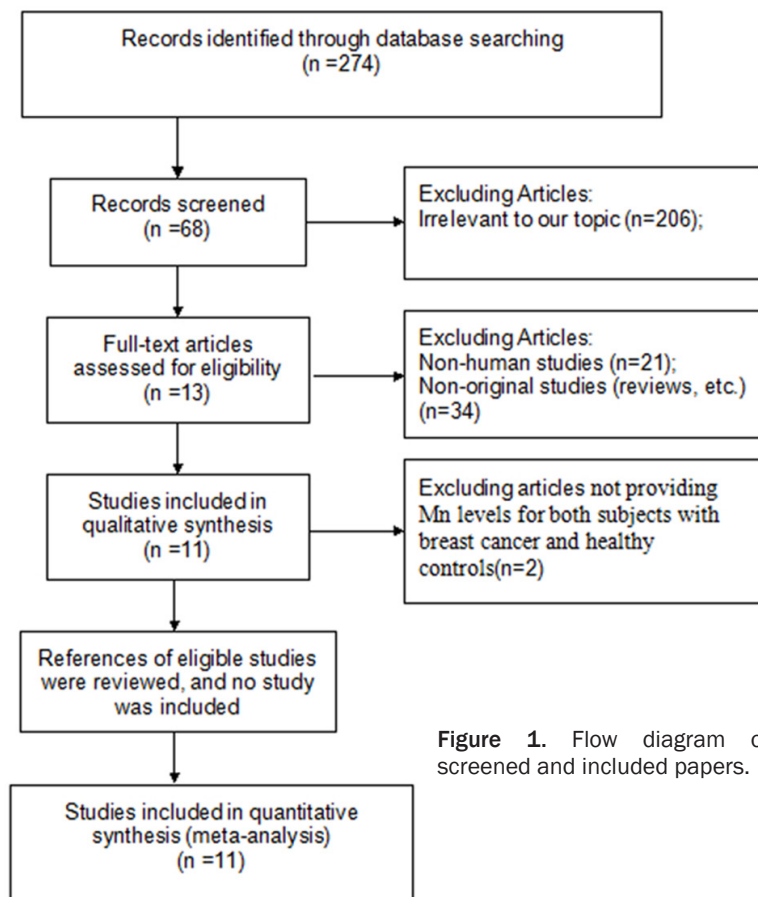 Records identified through database searching
(n =274)
Records screened
(n =68)
Excluding Articles:
Irrelevant to our topic (n=206);
Full-text articles
assessed for eligibility
(n =13)
Excluding Articles:
Non-human studies (n=21);
Non-original studies (reviews, etc.)
(n=34)
Studies included in
qualitative synthesis
(n =11)
Excluding articles not providing
Mn levels for both subjects with
breast cancer and healthy
controls(n=2)
References of eligible studies
were reviewed, and no study
was included
Studies included in quantitative
synthesis (meta-analysis)
(n =11)
Figure 1. Flow diagram
screened and included papers.